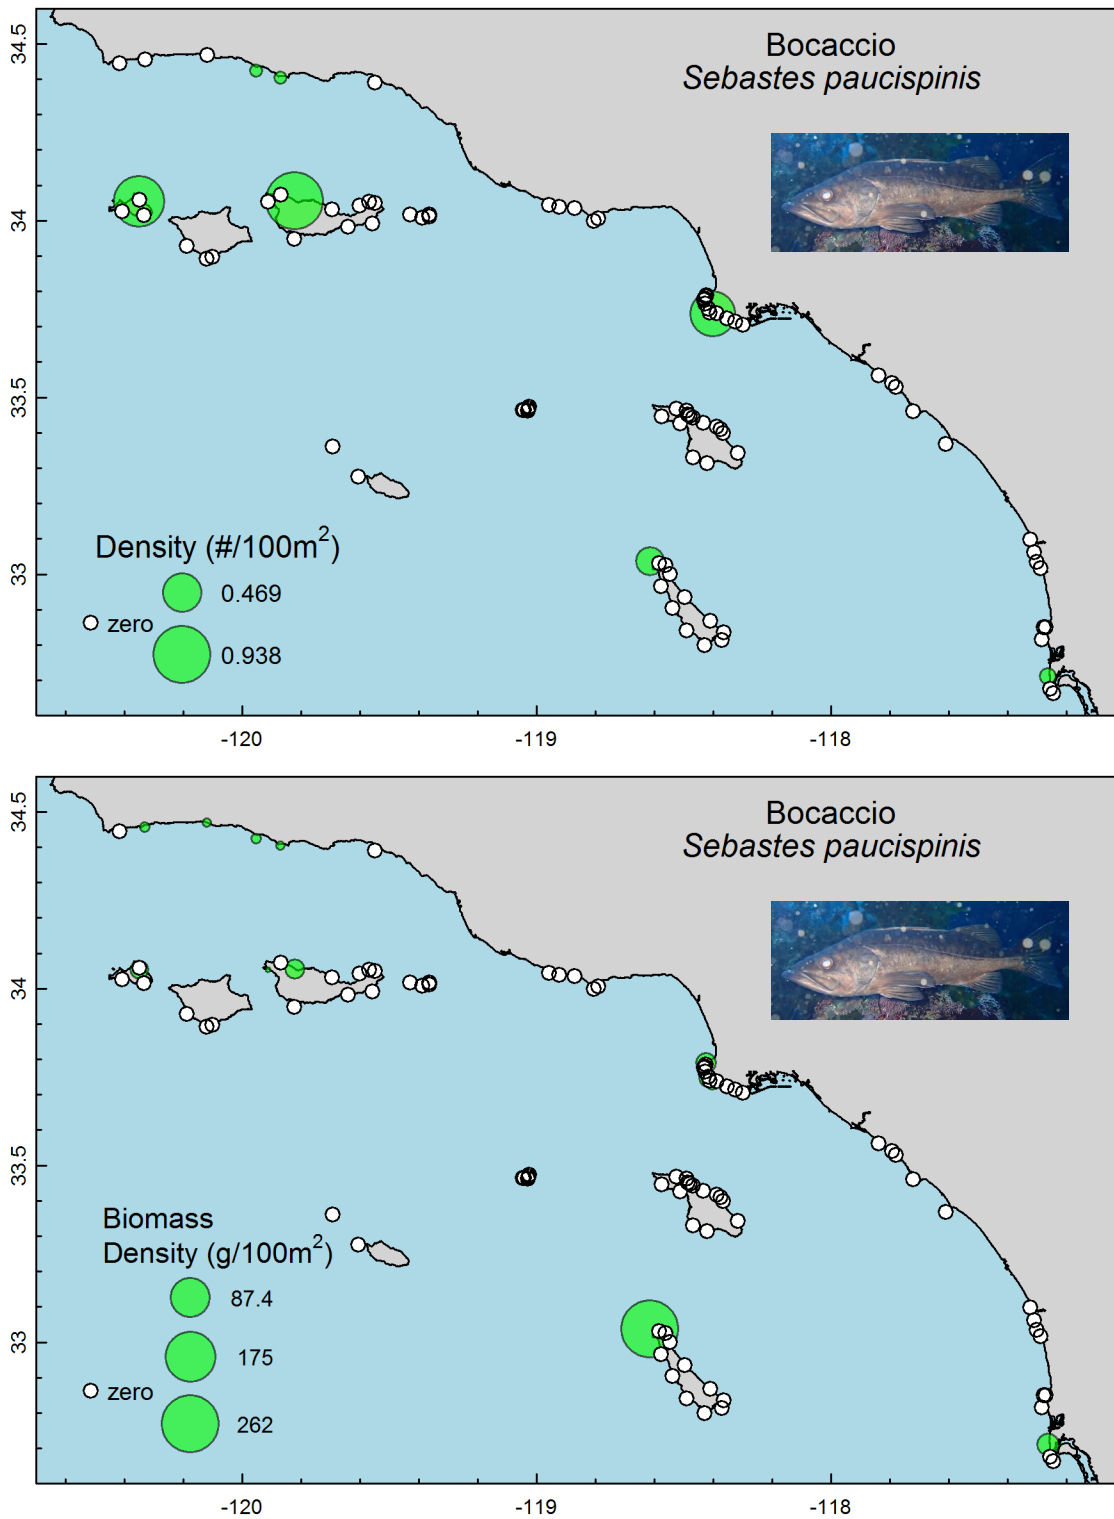 34.5
34
33.5
33
-120
-119
-118
Bocaccio
Sebastes paucispinis
Density (#/100m²)
0.469
zero
0.938
34.5
34
33.5
33
-120
-119
-118
Bocaccio
Sebastes paucispinis
Biomass
Density (g/100m²)
87.4
175
zero
262